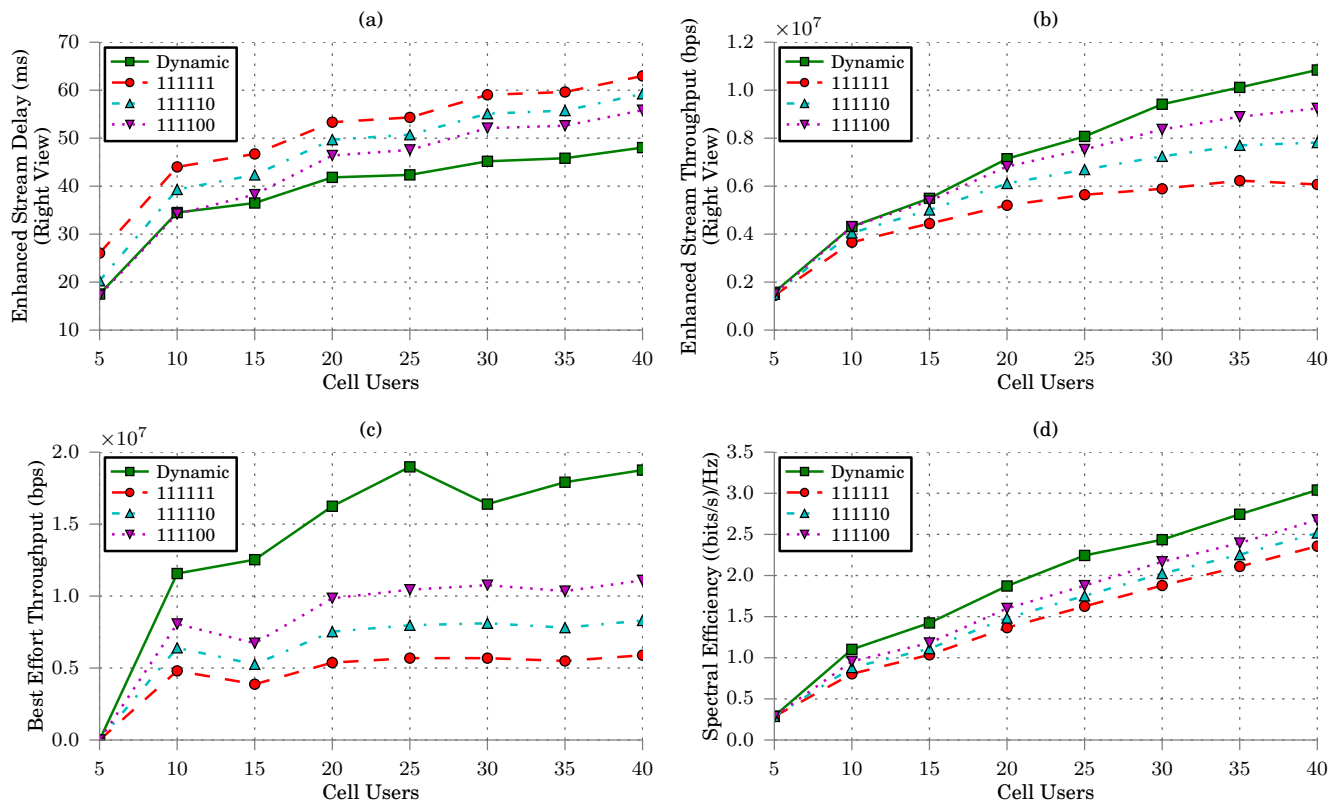 (a)
Enhanced Stream Delay (ms)
(Right View)
70
60
50
40
30
20
10
Dynamic
111111
111110
111100
5 10 15 20 25 30 35 40
Cell Users
(b)
×10^7
Enhanced Stream Throughput (bps)
(Right View)
1.2
1.0
0.8
0.6
0.4
0.2
0.0
Dynamic
111111
111110
111100
5 10 15 20 25 30 35 40
Cell Users
(c)
×10^7
Best Effort Throughput (bps)
2.0
1.5
1.0
0.5
0.0
Dynamic
111111
111110
111100
5 10 15 20 25 30 35 40
Cell Users
(d)
Spectral Efficiency ((bits/s)/Hz)
3.5
3.0
2.5
2.0
1.5
1.0
0.5
0.0
Dynamic
111111
111110
111100
5 10 15 20 25 30 35 40
Cell Users